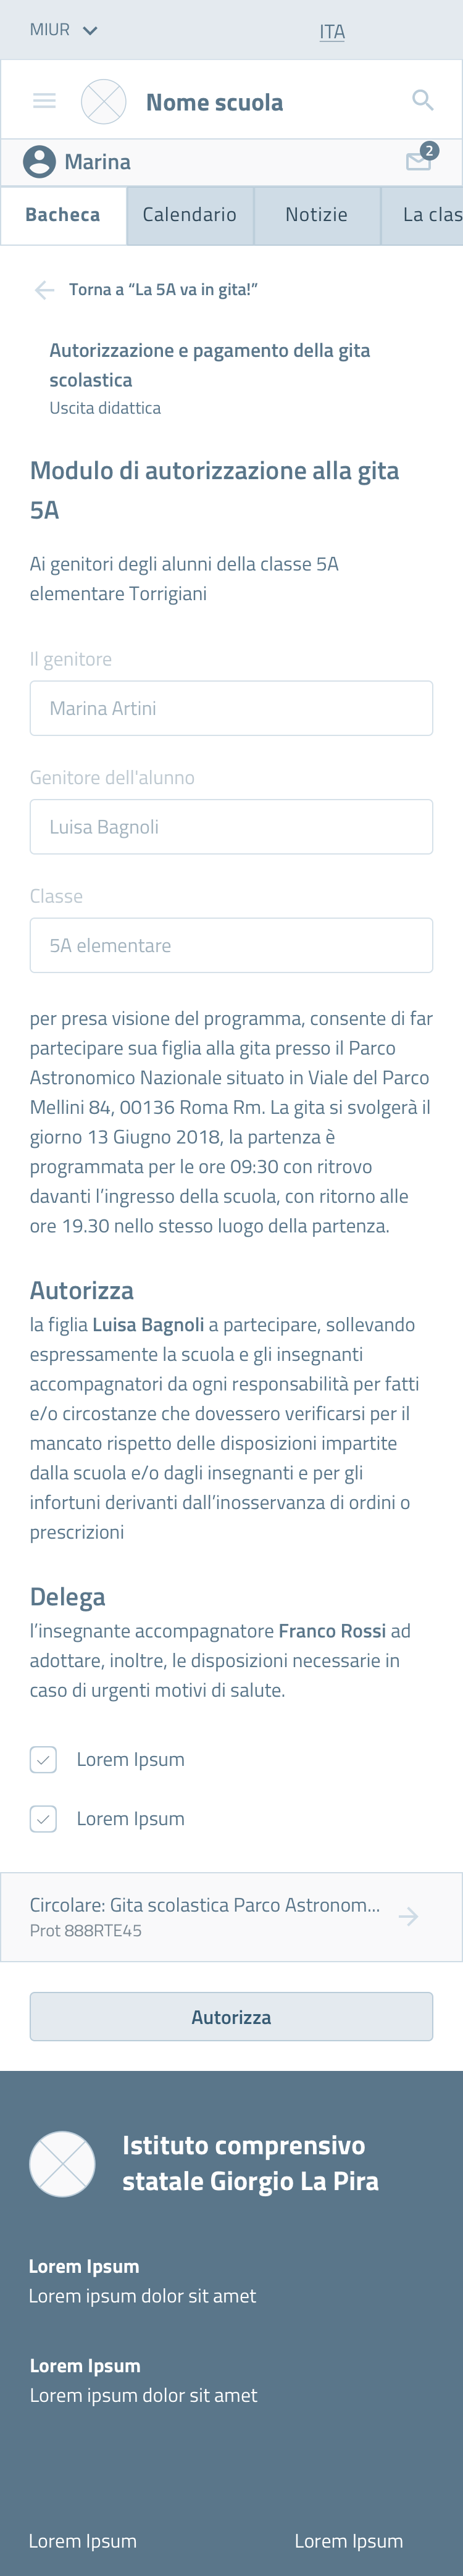 MIUR
ITA
Nome scuola
Marina
2
Bacheca
Calendario
Notizie
La clas
Torna a “La 5A va in gita!”
Autorizzazione e pagamento della gita
scolastica
Uscita didattica
Modulo di autorizzazione alla gita
5A
Ai genitori degli alunni della classe 5A
elementare Torrigiani
Il genitore
Marina Artini
Genitore dell'alunno
Luisa Bagnoli
Classe
5A elementare
per presa visione del programma, consente di far
partecipare sua figlia alla gita presso il Parco
Astronomico Nazionale situato in Viale del Parco
Mellini 84, 00136 Roma Rm. La gita si svolgerà il
giorno 13 Giugno 2018, la partenza è
programmata per le ore 09:30 con ritrovo
davanti l’ingresso della scuola, con ritorno alle
ore 19.30 nello stesso luogo della partenza.
Autorizza
la figlia Luisa Bagnoli a partecipare, sollevando
espressamente la scuola e gli insegnanti
accompagnatori da ogni responsabilità per fatti
e/o circostanze che dovessero verificarsi per il
mancato rispetto delle disposizioni impartite
dalla scuola e/o dagli insegnanti e per gli
infortuni derivanti dall’inosservanza di ordini o
prescrizioni
Delega
l’insegnante accompagnatore Franco Rossi ad
adottare, inoltre, le disposizioni necessarie in
caso di urgenti motivi di salute.
Lorem Ipsum
Lorem Ipsum
Circolare: Gita scolastica Parco Astronom...
Prot 888RTE45
Autorizza
Istituto comprensivo
statale Giorgio La Pira
Lorem Ipsum
Lorem ipsum dolor sit amet
Lorem Ipsum
Lorem ipsum dolor sit amet
Lorem Ipsum
Lorem Ipsum